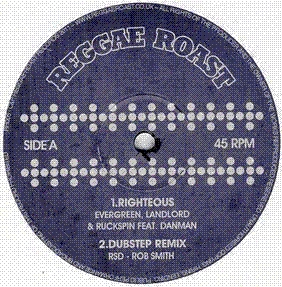 REGGAE ROAST
SIDE A
45 RPM
1.RIGHTEOUS
EVERGREEN, LANDLORD
& RUCKSPIN FEAT. DANMAN
2.DUBSTEP REMIX
RSD - ROB SMITH